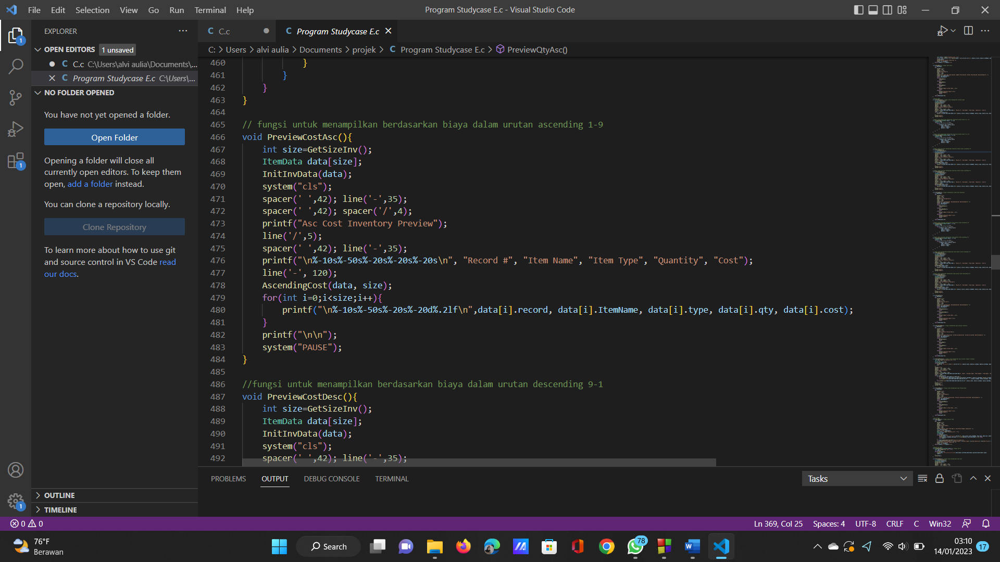 File Edit Selection View Go Run Terminal Help
Program Studycase E.c - Visual Studio Code
EXPLORER
OPEN EDITORS 1 unsaved
C C.c C:\Users\alvi aulia\Documents\...
C Program Studycase E.c C:\Users\...
NO FOLDER OPENED
You have not yet opened a folder.
Open Folder
Opening a folder will close all
currently open editors. To keep them
open, add a folder instead.
You can clone a repository locally.
Clone Repository
To learn more about how to use git
and source control in VS Code read
our docs.
OUTLINE
TIMELINE
C C.c
C Program Studycase E.c
C: > Users > alvi aulia > Documents > projek > C Program Studycase E.c > PreviewQtyAsc()
460 }
461 }
462 }
463 }
464
465 // fungsi untuk menampilkan berdasarkan biaya dalam urutan ascending 1-9
466 void PreviewCostAsc(){
467 int size=GetSizeInv();
468 ItemData data[size];
469 InitInvData(data);
470 system("cls");
471 spacer(' ',42); line('-',35);
472 spacer(' ',42); spacer('/',4);
473 printf("Asc Cost Inventory Preview");
474 line('/',5);
475 spacer(' ',42); line('-',35);
476 printf("\n%-10s%-50s%-20s%-20s%-20s\n", "Record #", "Item Name", "Item Type", "Quantity", "Cost");
477 line('-', 120);
478 AscendingCost(data, size);
479 for(int i=0;i<size;i++){
480 printf("\n%-10s%-50s%-20s%-20d%.2lf\n",data[i].record, data[i].ItemName, data[i].type, data[i].qty, data[i].cost);
481 }
482 printf("\n\n");
483 system("PAUSE");
484 }
485
486 //fungsi untuk menampilkan berdasarkan biaya dalam urutan descending 9-1
487 void PreviewCostDesc(){
488 int size=GetSizeInv();
489 ItemData data[size];
490 InitInvData(data);
491 system("cls");
492 spacer(' ',42); line('-',35);
PROBLEMS OUTPUT DEBUG CONSOLE TERMINAL
Tasks
0 0
Ln 369, Col 25 Spaces: 4 UTF-8 CRLF C Win32
76°F
Berawan
Search
78
03:10
14/01/2023
17